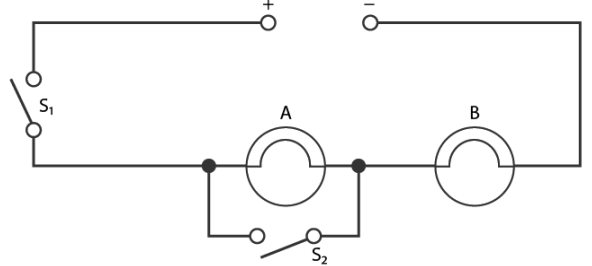 + −
S₁
A B
S₂